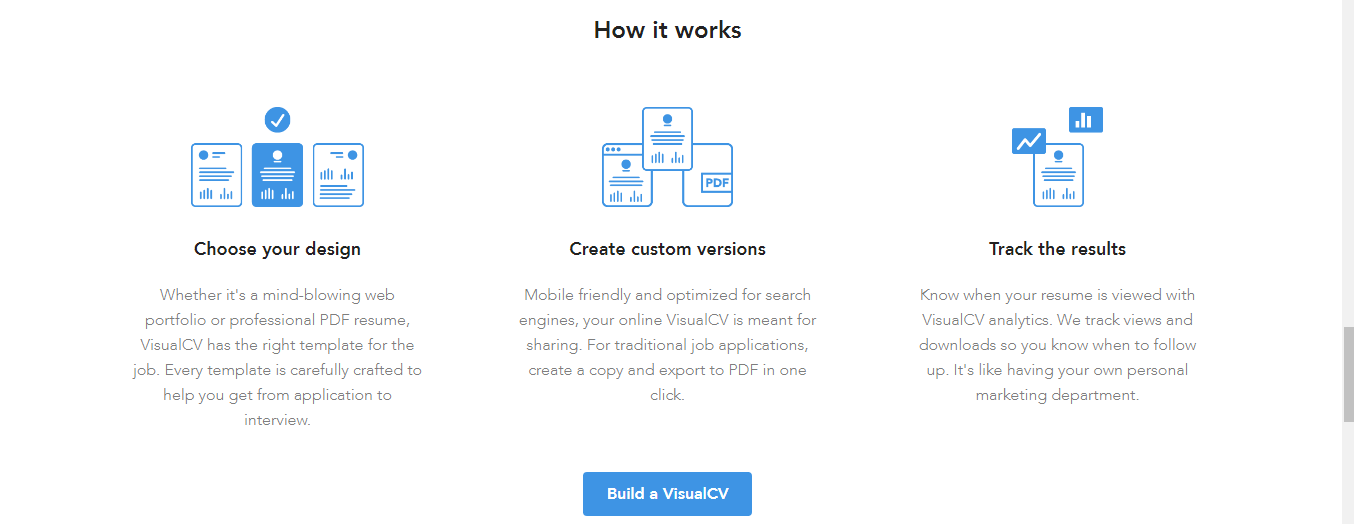 How it works
PDF
Choose your design
Whether it's a mind-blowing web
portfolio or professional PDF resume,
VisualCV has the right template for the
job. Every template is carefully crafted to
help you get from application to
interview.
Create custom versions
Mobile friendly and optimized for search
engines, your online VisualCV is meant for
sharing. For traditional job applications,
create a copy and export to PDF in one
click.
Track the results
Know when your resume is viewed with
VisualCV analytics. We track views and
downloads so you know when to follow
up. It's like having your own personal
marketing department.
Build a VisualCV